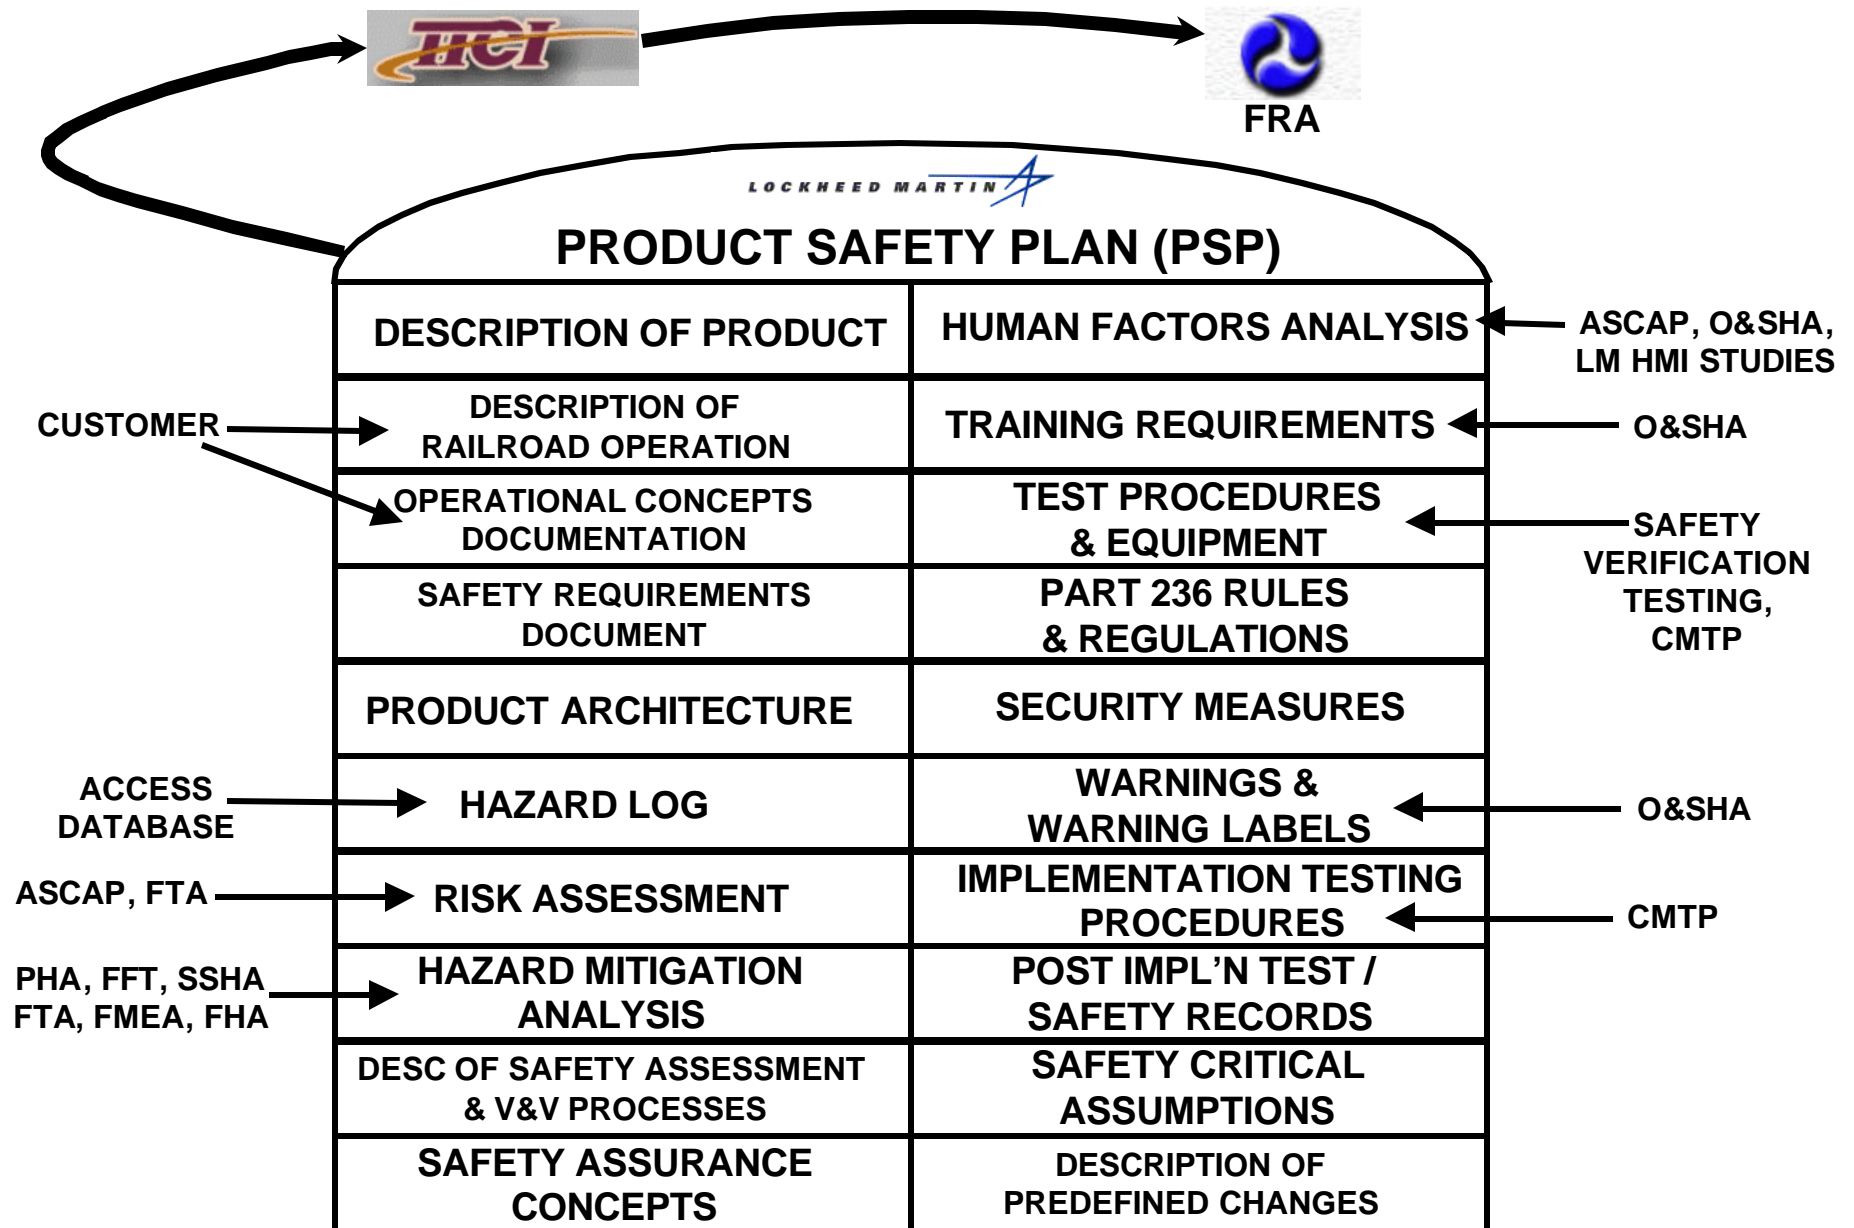 TTCI
FRA
LOCKHEED MARTIN
PRODUCT SAFETY PLAN (PSP)
DESCRIPTION OF PRODUCT
HUMAN FACTORS ANALYSIS
ASCAP, O&SHA,
LM HMI STUDIES
CUSTOMER
DESCRIPTION OF
RAILROAD OPERATION
TRAINING REQUIREMENTS
O&SHA
OPERATIONAL CONCEPTS
DOCUMENTATION
TEST PROCEDURES
& EQUIPMENT
SAFETY
VERIFICATION
TESTING,
CMTP
SAFETY REQUIREMENTS
DOCUMENT
PART 236 RULES
& REGULATIONS
PRODUCT ARCHITECTURE
SECURITY MEASURES
ACCESS
DATABASE
HAZARD LOG
WARNINGS &
WARNING LABELS
O&SHA
ASCAP, FTA
RISK ASSESSMENT
IMPLEMENTATION TESTING
PROCEDURES
CMTP
PHA, FFT, SSHA
FTA, FMEA, FHA
HAZARD MITIGATION
ANALYSIS
POST IMPL'N TEST /
SAFETY RECORDS
DESC OF SAFETY ASSESSMENT
& V&V PROCESSES
SAFETY CRITICAL
ASSUMPTIONS
SAFETY ASSURANCE
CONCEPTS
DESCRIPTION OF
PREDEFINED CHANGES